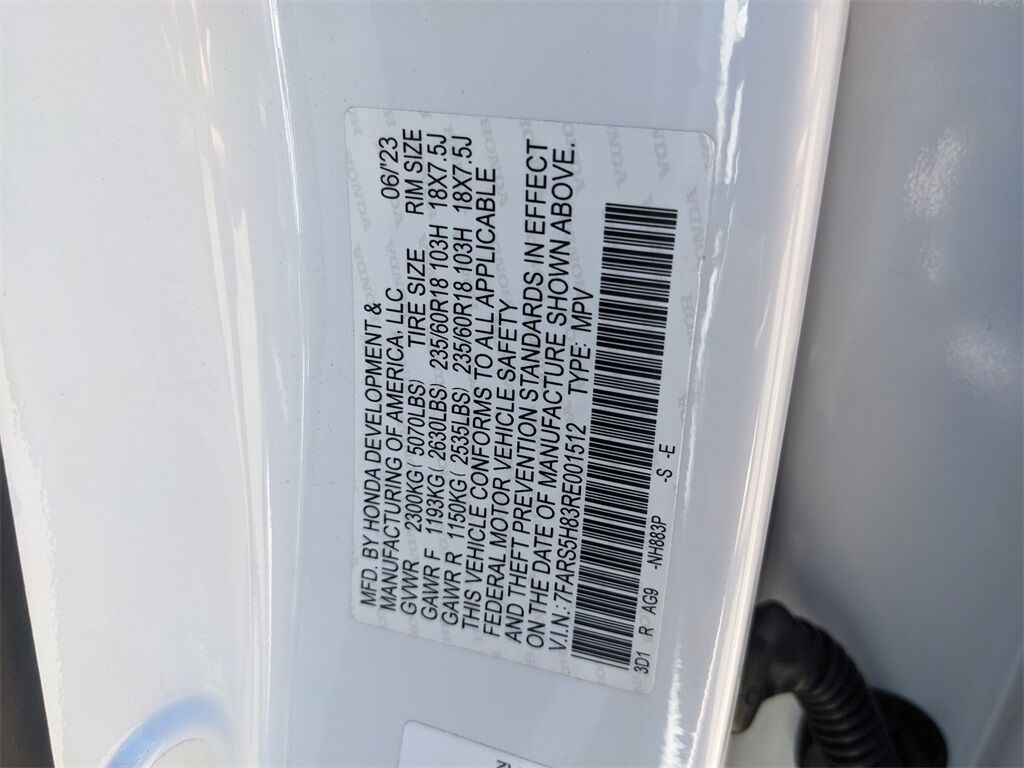 MFD. BY HONDA DEVELOPMENT &
MANUFACTURING OF AMERICA, LLC 06/'23
GVWR 2300KG ( 5070LBS) TIRE SIZE RIM SIZE
GAWR F 1193KG ( 2630LBS) 235/60R18 103H 18X7.5J
GAWR R 1150KG ( 2535LBS) 235/60R18 103H 18X7.5J
THIS VEHICLE CONFORMS TO ALL APPLICABLE
FEDERAL MOTOR VEHICLE SAFETY
AND THEFT PREVENTION STANDARDS IN EFFECT
ON THE DATE OF MANUFACTURE SHOWN ABOVE.
V.I.N.: 7FARS5H83RE001512 TYPE: MPV
3D1 R AG9 -NH883P -S -E